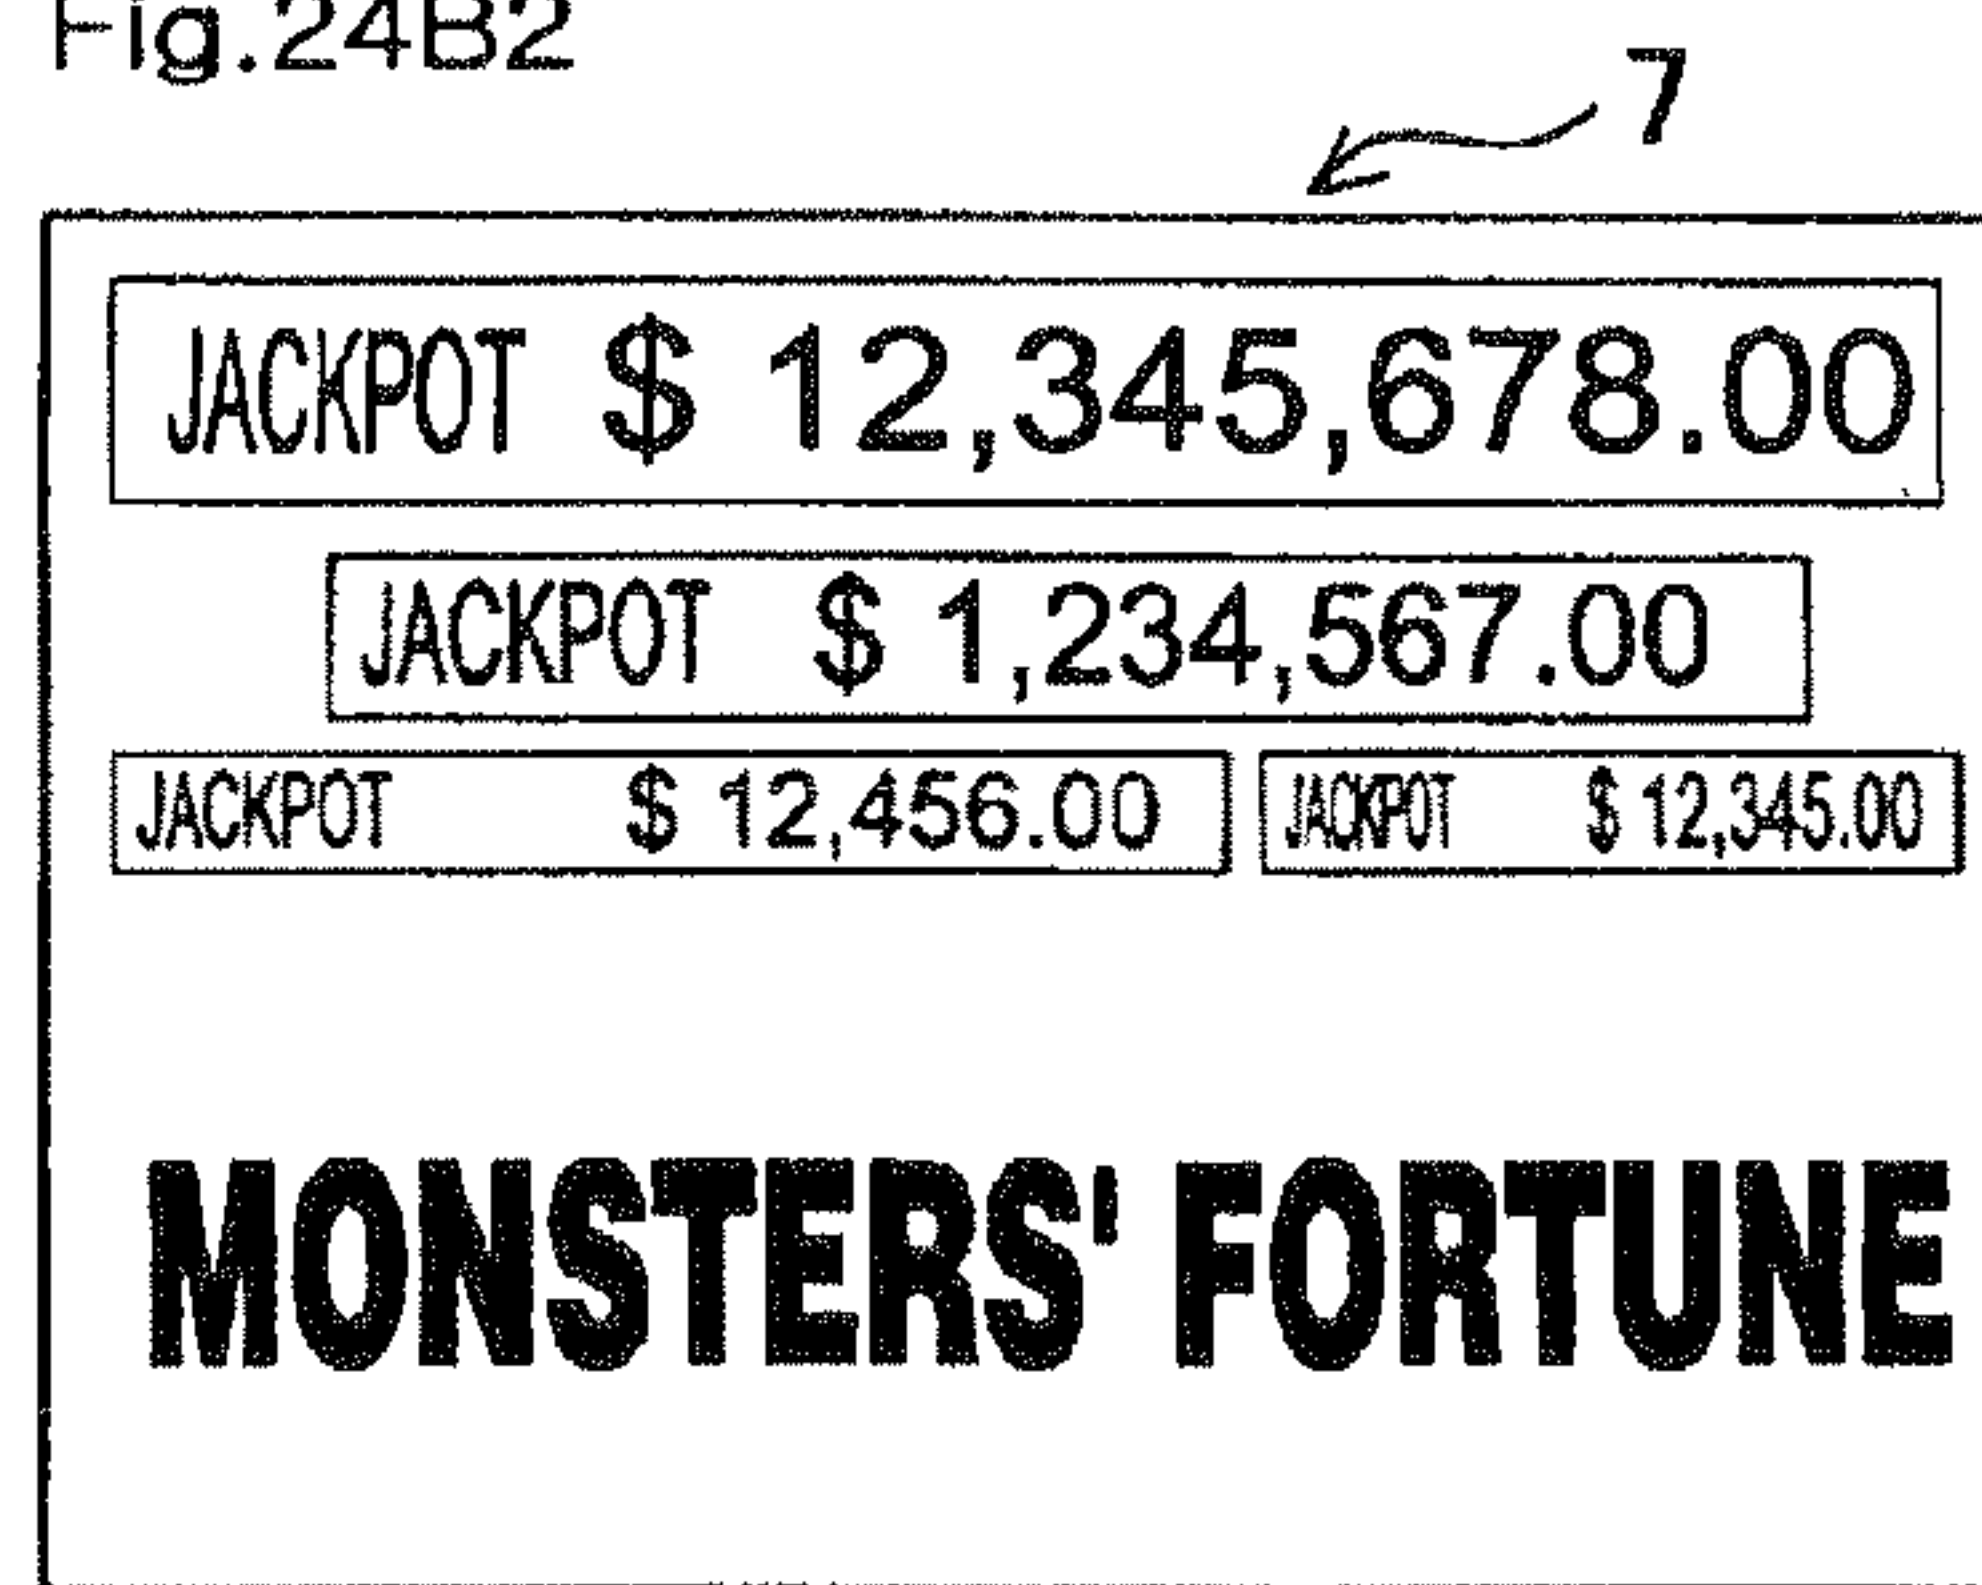 Fig.24B2
7
JACKPOT $ 12,345,678.00
JACKPOT $ 1,234,567.00
JACKPOT $ 12,456.00 JACKPOT $ 12,345.00
MONSTERS' FORTUNE